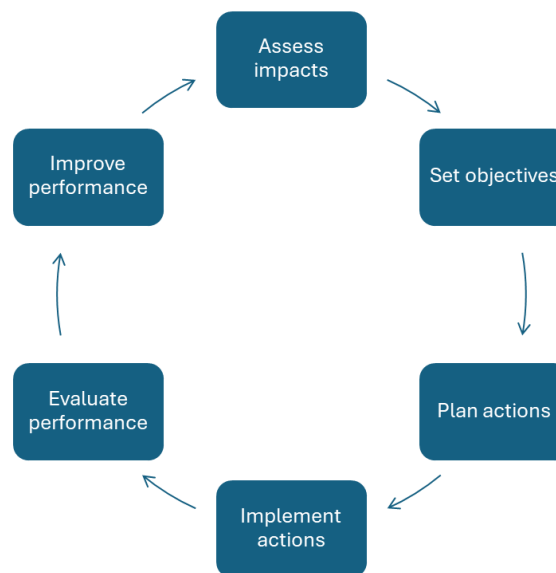 Assess
impacts
Set objectives
Plan actions
Implement
actions
Evaluate
performance
Improve
performance